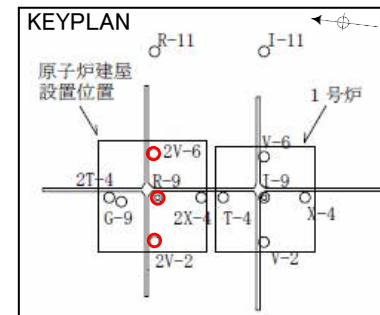 KEYPLAN
R-11
I-11
原子炉建屋
設置位置
1号炉
2V-6
V-6
2T-4
R-9
I-9
G-9
2X-4
T-4
X-4
2V-2
V-2